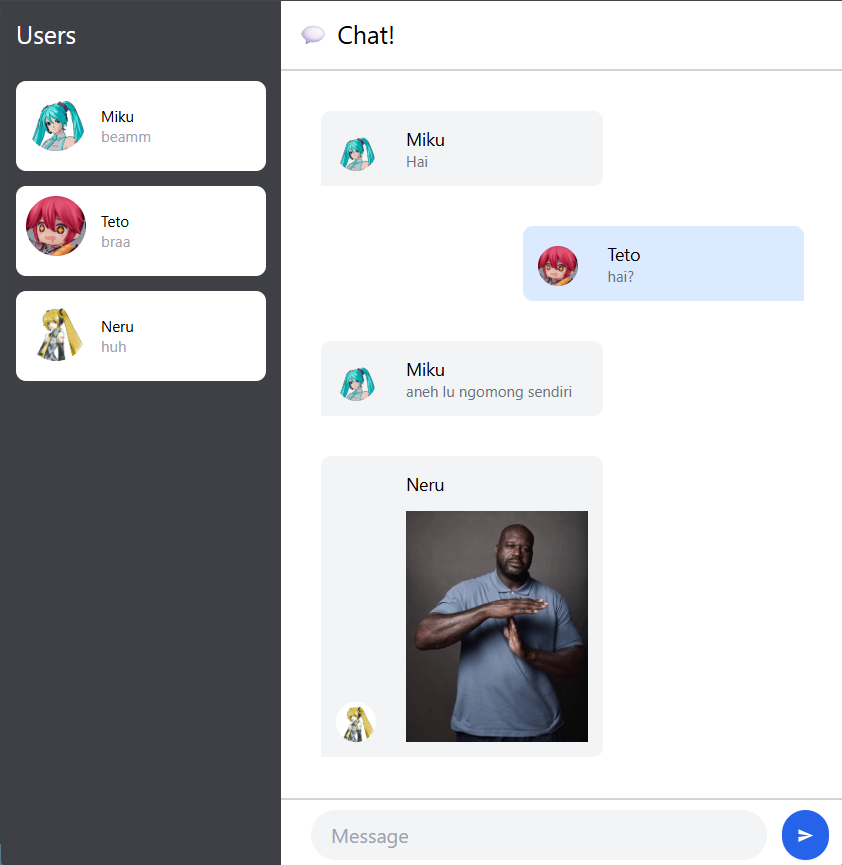 Users
Miku
beamm
Teto
braa
Neru
huh
Chat!
Miku
Hai
Teto
hai?
Miku
aneh lu ngomong sendiri
Neru
Message